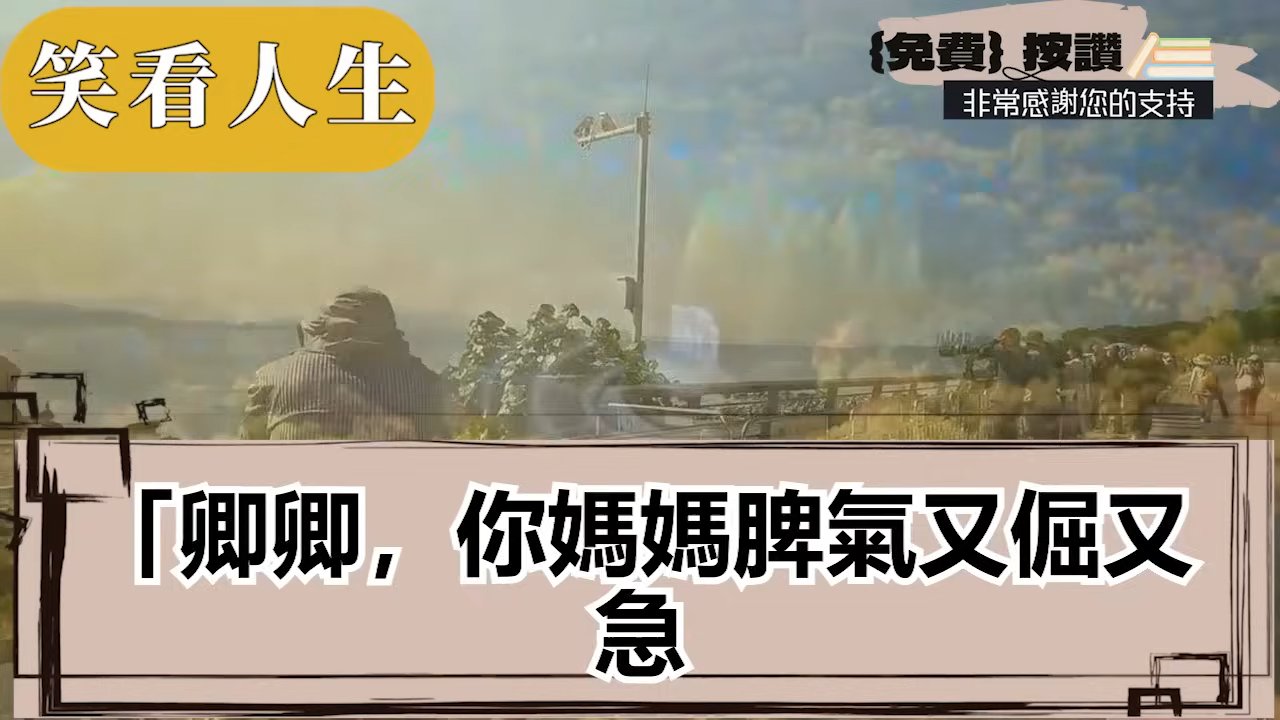 笑看人生
{免費} 按讚
非常感謝您的支持
「卿卿，你媽媽脾氣又倔又
急